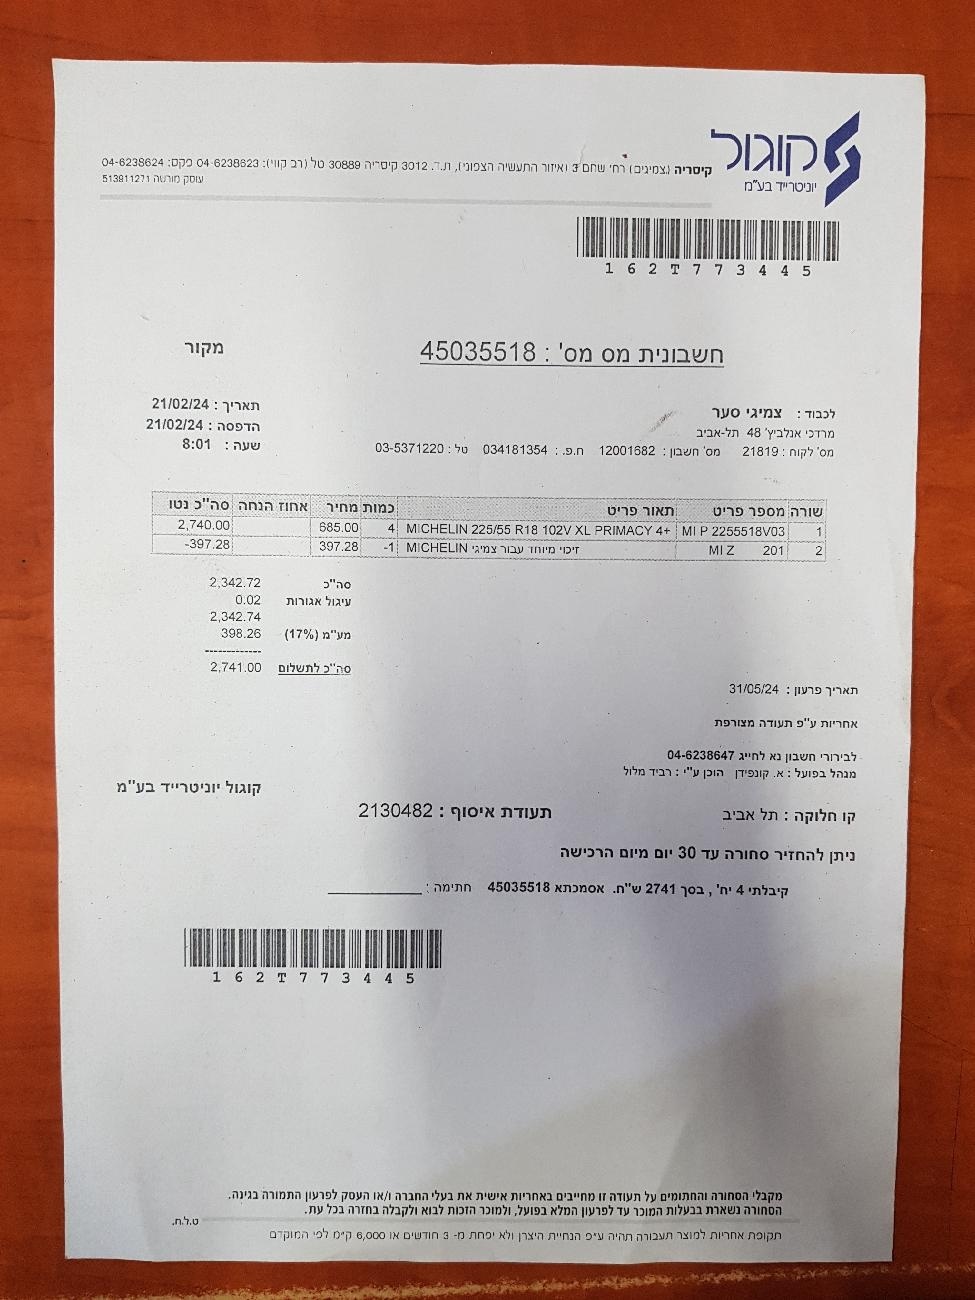 קוגול
יוניטרייד בע"מ
קיסריה (צמיגים) רח' שחם 3 (איזור התעשיה הצפוני), ת.ד. 3012 קיסריה 30889 טל (רב קווי): 04-6238623 פקס: 04-6238624
עוסק מורשה 513911271
162T773445
חשבונית מס מס' : 45035518
מקור
לכבוד : צמיגי סער
תאריך : 21/02/24
מרדכי אנלביץ' 48 תל-אביב
הדפסה : 21/02/24
מס' לקוח : 21819 מס' חשבון : 12001682 ח.פ. : 034181354 טל : 03-5371220
שעה : 8:01
שורה מספר פריט תאור פריט כמות מחיר אחוז הנחה סה"כ נטו
1 MI P 2255518V03 MICHELIN 225/55 R18 102V XL PRIMACY 4+ 4 685.00 2,740.00
2 MI Z 201 זיכוי מיוחד עבור צמיגי MICHELIN -1 397.28 -397.28
סה"כ 2,342.72
עיגול אגורות 0.02
2,342.74
מע"מ (17%) 398.26
-------------
סה"כ לתשלום 2,741.00
תאריך פרעון : 31/05/24
אחריות ע"פ תעודה מצורפת
לבירורי חשבון נא לחייג 04-6238647
מנהל בפועל : א. קונפידן הוכן ע"י : רביד מלול
קוגול יוניטרייד בע"מ
קו חלוקה : תל אביב תעודת איסוף : 2130482
ניתן להחזיר סחורה עד 30 יום מיום הרכישה
קיבלתי 4 יח' , בסך 2741 ש"ח. אסמכתא 45035518 חתימה : ____________
162T773445
מקבלי הסחורה והחתומים על תעודה זו מחייבים באחריות אישית את בעלי החברה ו/או העסק לפרעון התמורה בגינה.
הסחורה נשארת בבעלות המוכר עד לפרעון המלא בפועל, ולמוכר הזכות לבוא ולקבלה בחזרה בכל עת.
ט.ל.ח.
תקופת אחריות למוצר תעבורה תהיה ע"פ הנחיית היצרן ולא יפחת מ- 3 חודשים או 6,000 ק"מ לפי המוקדם